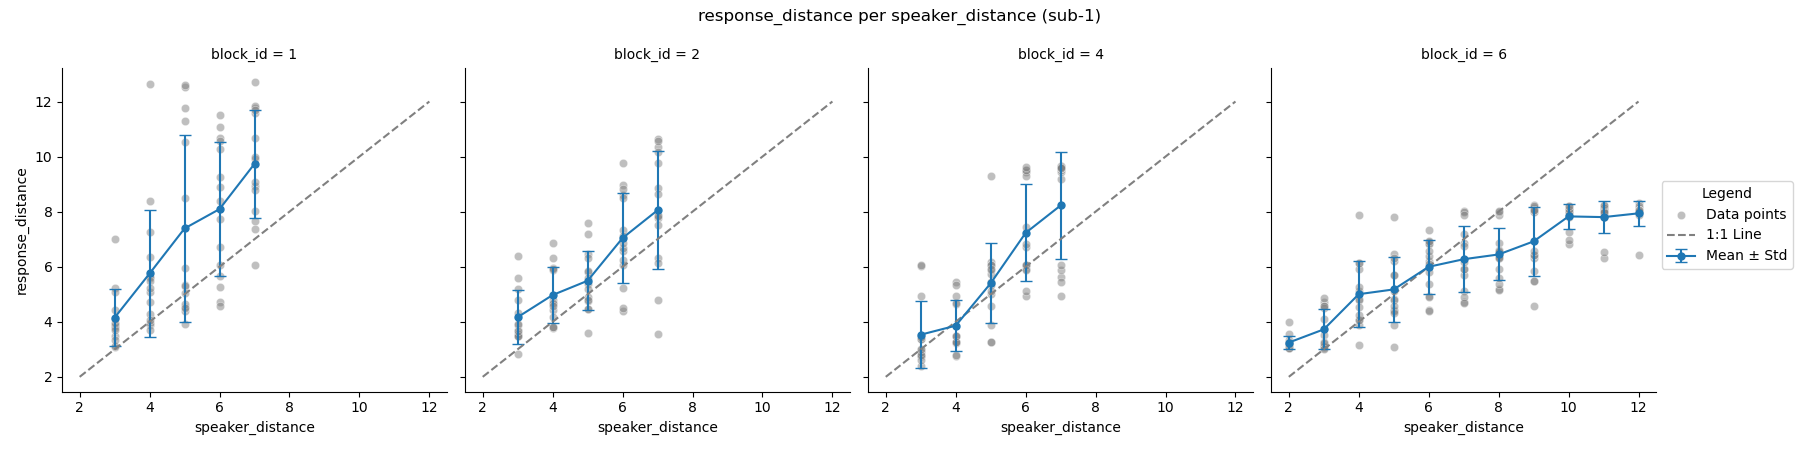 response_distance per speaker_distance (sub-1)
block_id = 1
block_id = 2
block_id = 4
block_id = 6
response_distance
12
10
8
6
4
2
2 4 6 8 10 12
2 4 6 8 10 12
2 4 6 8 10 12
2 4 6 8 10 12
speaker_distance
speaker_distance
speaker_distance
speaker_distance
Legend
Data points
1:1 Line
Mean ± Std